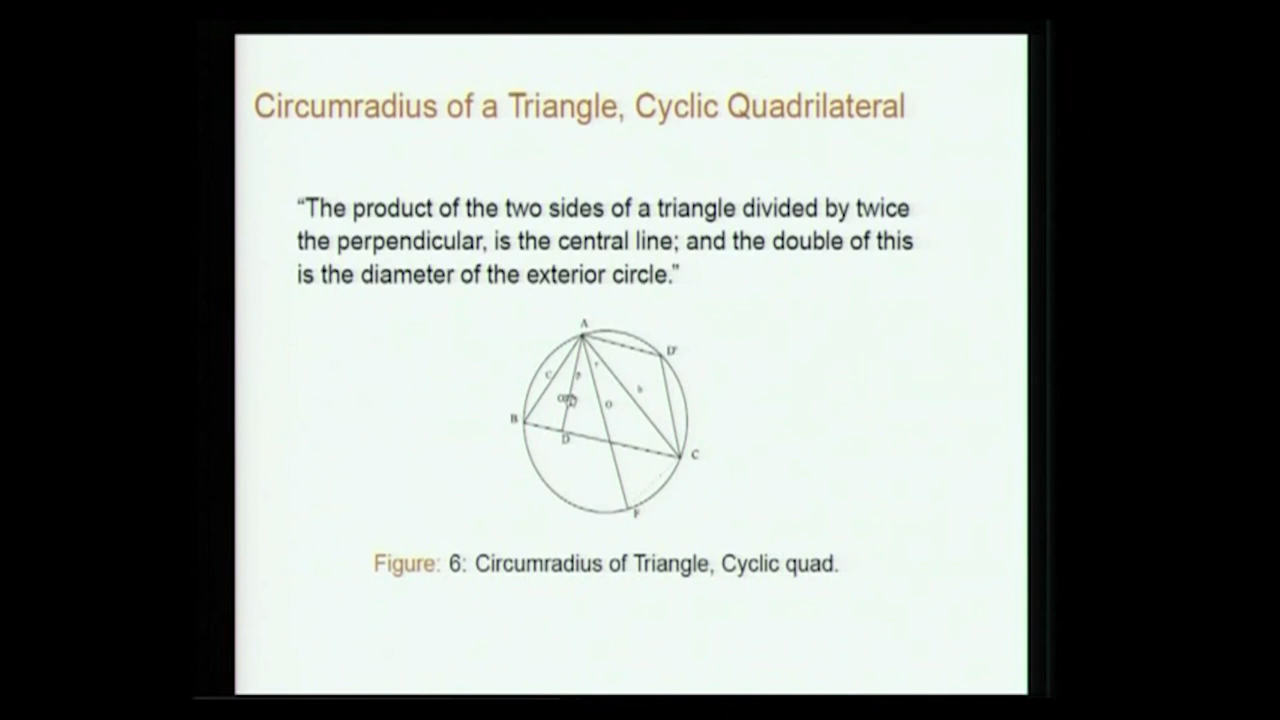 Circumradius of a Triangle, Cyclic Quadrilateral
“The product of the two sides of a triangle divided by twice
the perpendicular, is the central line; and the double of this
is the diameter of the exterior circle.”
A
D'
C
P
r
b
O
B
D
C
F
Figure: 6: Circumradius of Triangle, Cyclic quad.